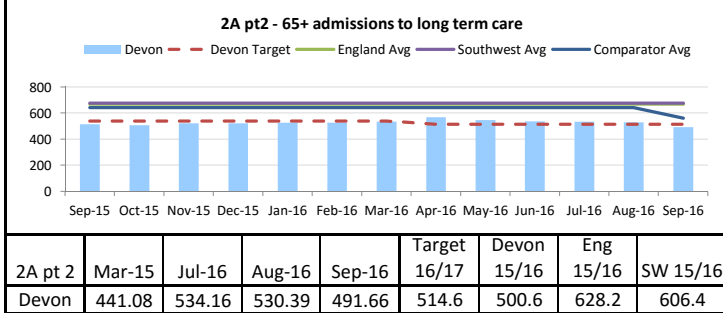 2A pt2 - 65+ admissions to long term care
Devon Devon Target England Avg Southwest Avg Comparator Avg
800
600
400
200
0
Sep-15 Oct-15 Nov-15 Dec-15 Jan-16 Feb-16 Mar-16 Apr-16 May-16 Jun-16 Jul-16 Aug-16 Sep-16
2A pt 2 Mar-15 Jul-16 Aug-16 Sep-16 Target 16/17 Devon 15/16 Eng 15/16 SW 15/16
Devon 441.08 534.16 530.39 491.66 514.6 500.6 628.2 606.4